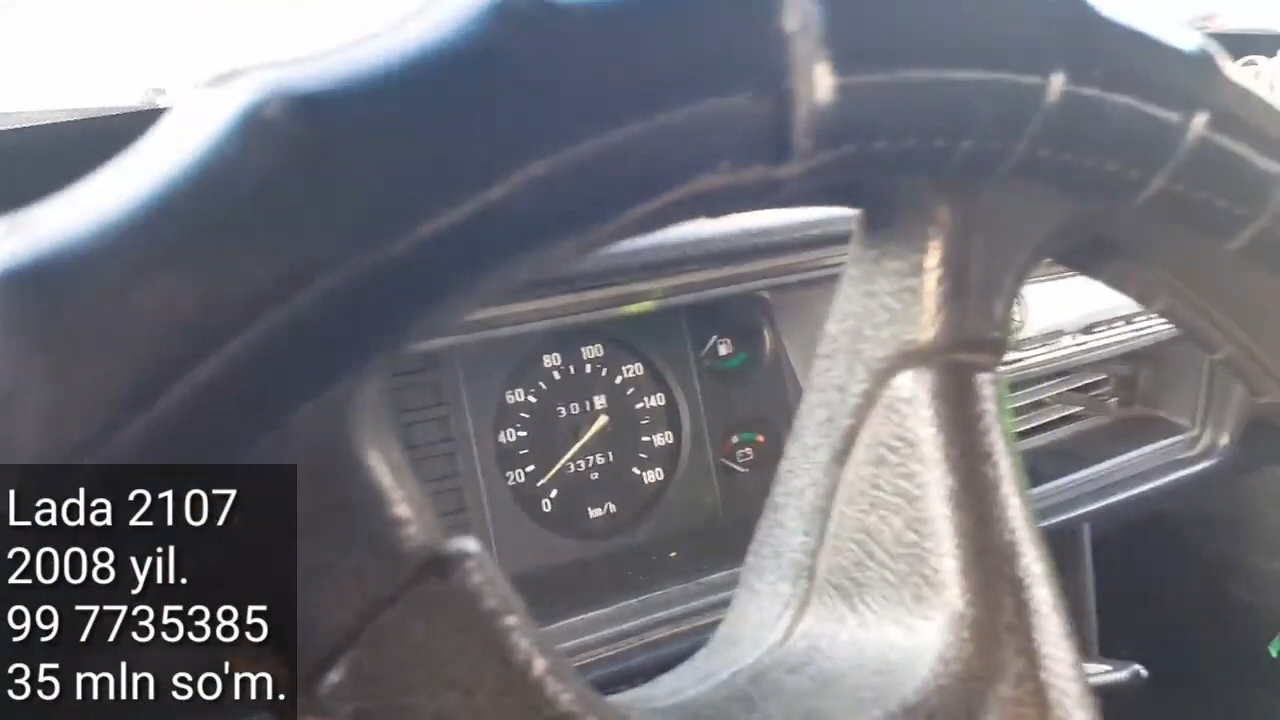 80 100
60 120
301
40 140
160
20 33761 180
0 km/h
Lada 2107
2008 yil.
99 7735385
35 mln so'm.